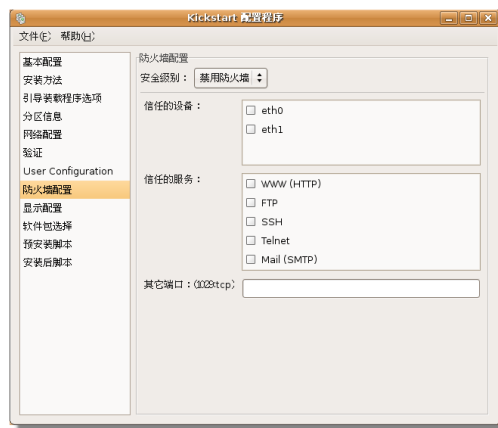 Kickstart 配置程序
文件(F) 帮助(H)
基本配置
安装方法
引导装载程序选项
分区信息
网络配置
验证
User Configuration
防火墙配置
显示配置
软件包选择
预安装脚本
安装后脚本
防火墙配置
安全级别： 禁用防火墙
信任的设备：
eth0
eth1
信任的服务：
WWW (HTTP)
FTP
SSH
Telnet
Mail (SMTP)
其它端口：(1029:tcp)